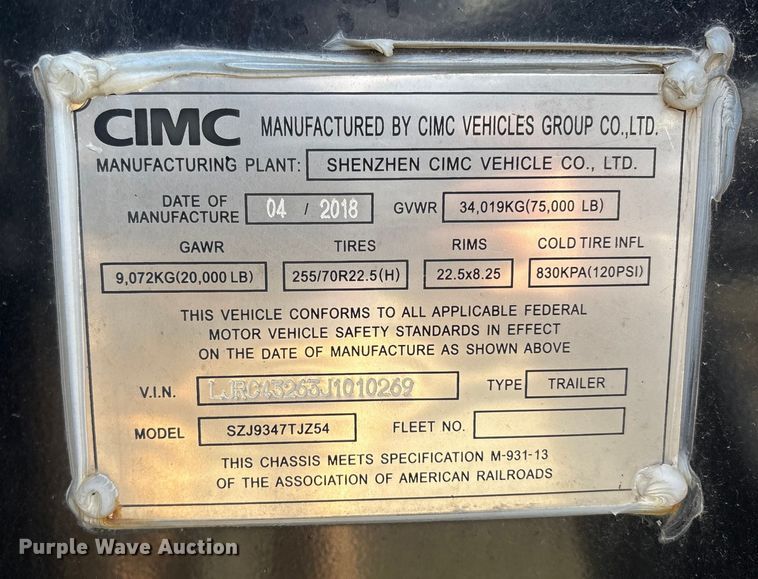 CIMC MANUFACTURED BY CIMC VEHICLES GROUP CO.,LTD.
MANUFACTURING PLANT: SHENZHEN CIMC VEHICLE CO., LTD.
DATE OF MANUFACTURE 04 / 2018 GVWR 34,019KG(75,000 LB)
GAWR TIRES RIMS COLD TIRE INFL
9,072KG(20,000 LB) 255/70R22.5(H) 22.5x8.25 830KPA(120PSI)
THIS VEHICLE CONFORMS TO ALL APPLICABLE FEDERAL
MOTOR VEHICLE SAFETY STANDARDS IN EFFECT
ON THE DATE OF MANUFACTURE AS SHOWN ABOVE
V.I.N. LJRC43263J1010269 TYPE TRAILER
MODEL SZJ9347TJZ54 FLEET NO.
THIS CHASSIS MEETS SPECIFICATION M-931-13
OF THE ASSOCIATION OF AMERICAN RAILROADS
Purple Wave Auction